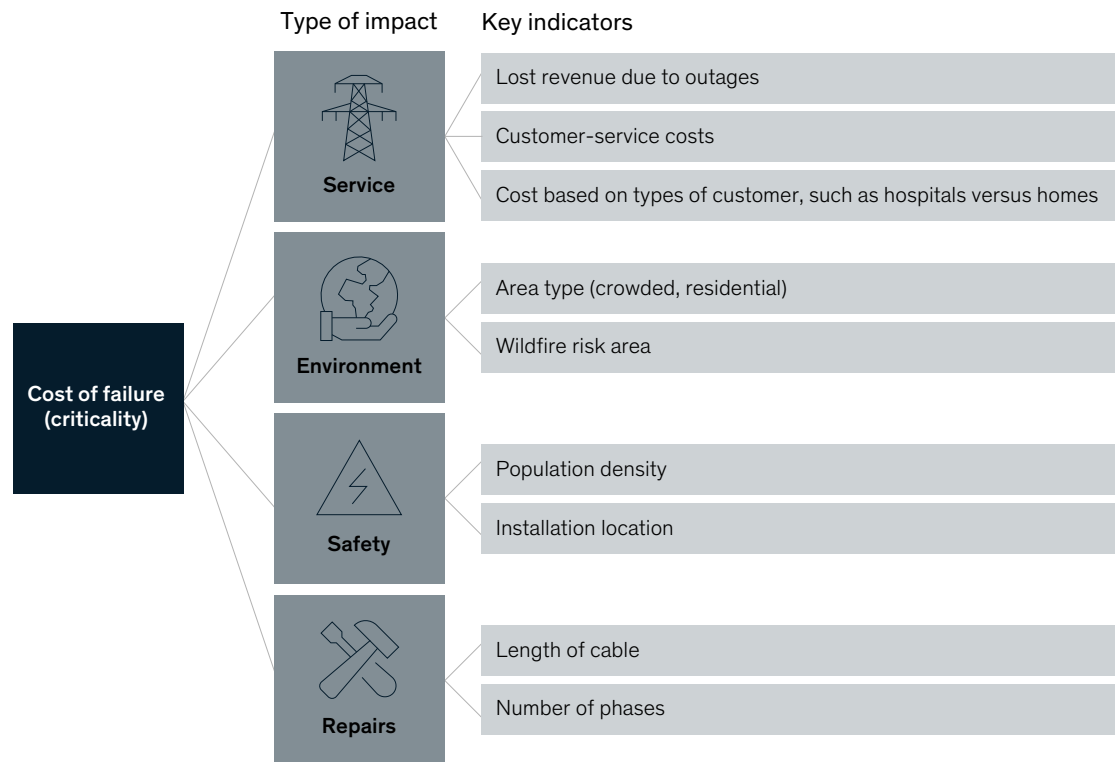 Type of impact
Key indicators
Cost of failure
(criticality)
Service
Lost revenue due to outages
Customer-service costs
Cost based on types of customer, such as hospitals versus homes
Environment
Area type (crowded, residential)
Wildfire risk area
Safety
Population density
Installation location
Repairs
Length of cable
Number of phases